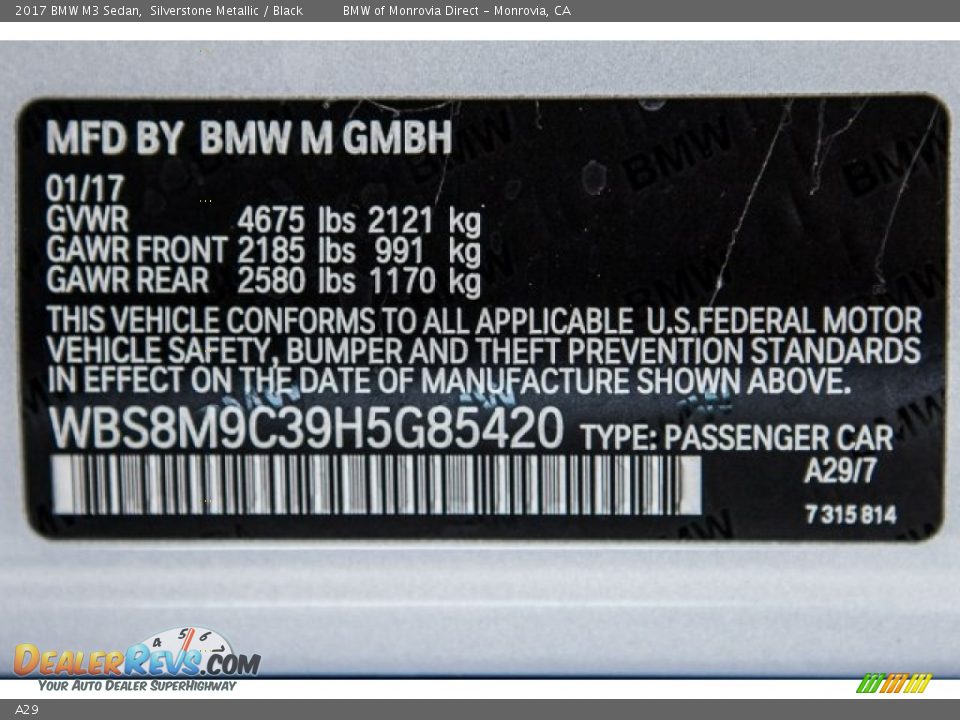 2017 BMW M3 Sedan, Silverstone Metallic / Black BMW of Monrovia Direct - Monrovia, CA
MFD BY BMW M GMBH
01/17
GVWR 4675 lbs 2121 kg
GAWR FRONT 2185 lbs 991 kg
GAWR REAR 2580 lbs 1170 kg
THIS VEHICLE CONFORMS TO ALL APPLICABLE U.S.FEDERAL MOTOR
VEHICLE SAFETY, BUMPER AND THEFT PREVENTION STANDARDS
IN EFFECT ON THE DATE OF MANUFACTURE SHOWN ABOVE.
WBS8M9C39H5G85420 TYPE: PASSENGER CAR
A29/7
7 315 814
4 5 6 7
DEALERREVS.COM
YOUR AUTO DEALER SUPERHIGHWAY
A29